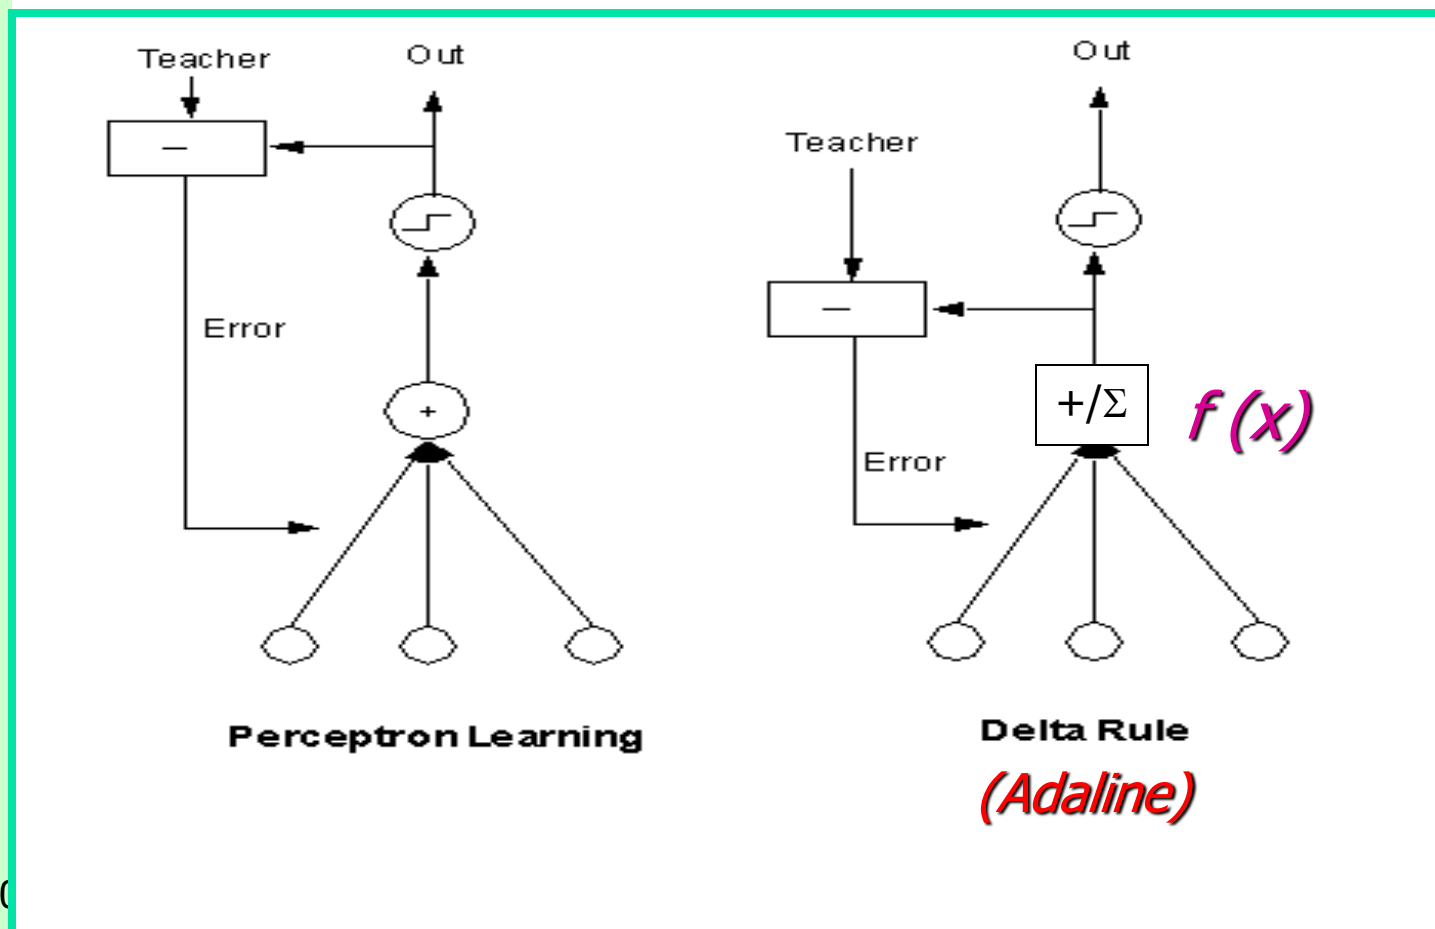 Teacher
Out
−
Error
+
Perceptron Learning
Out
Teacher
−
+/Σ
f (x)
Error
Delta Rule
(Adaline)